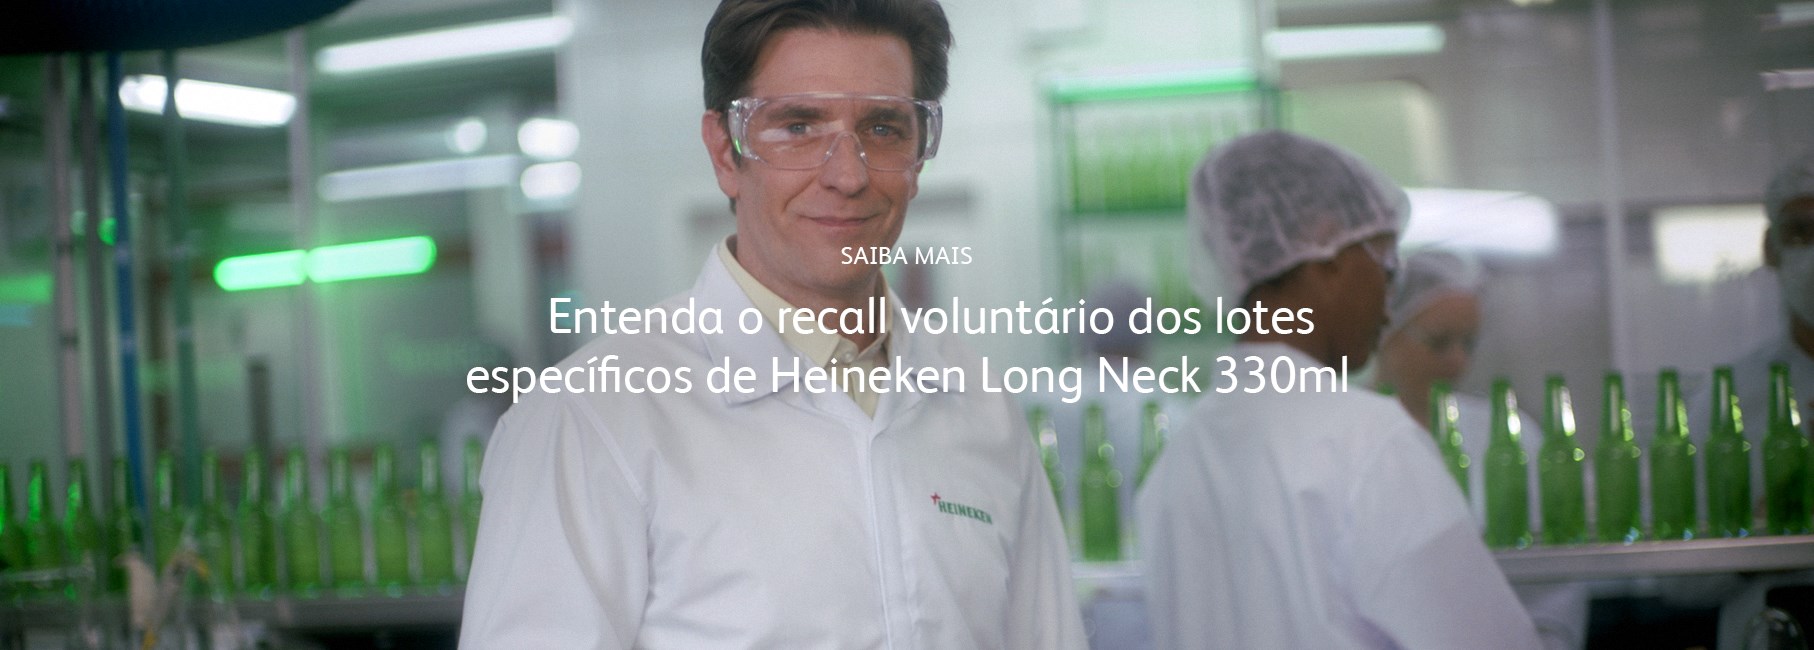 SAIBA MAIS
Entenda o recall voluntário dos lotes
específicos de Heineken Long Neck 330ml
HEINEKEN